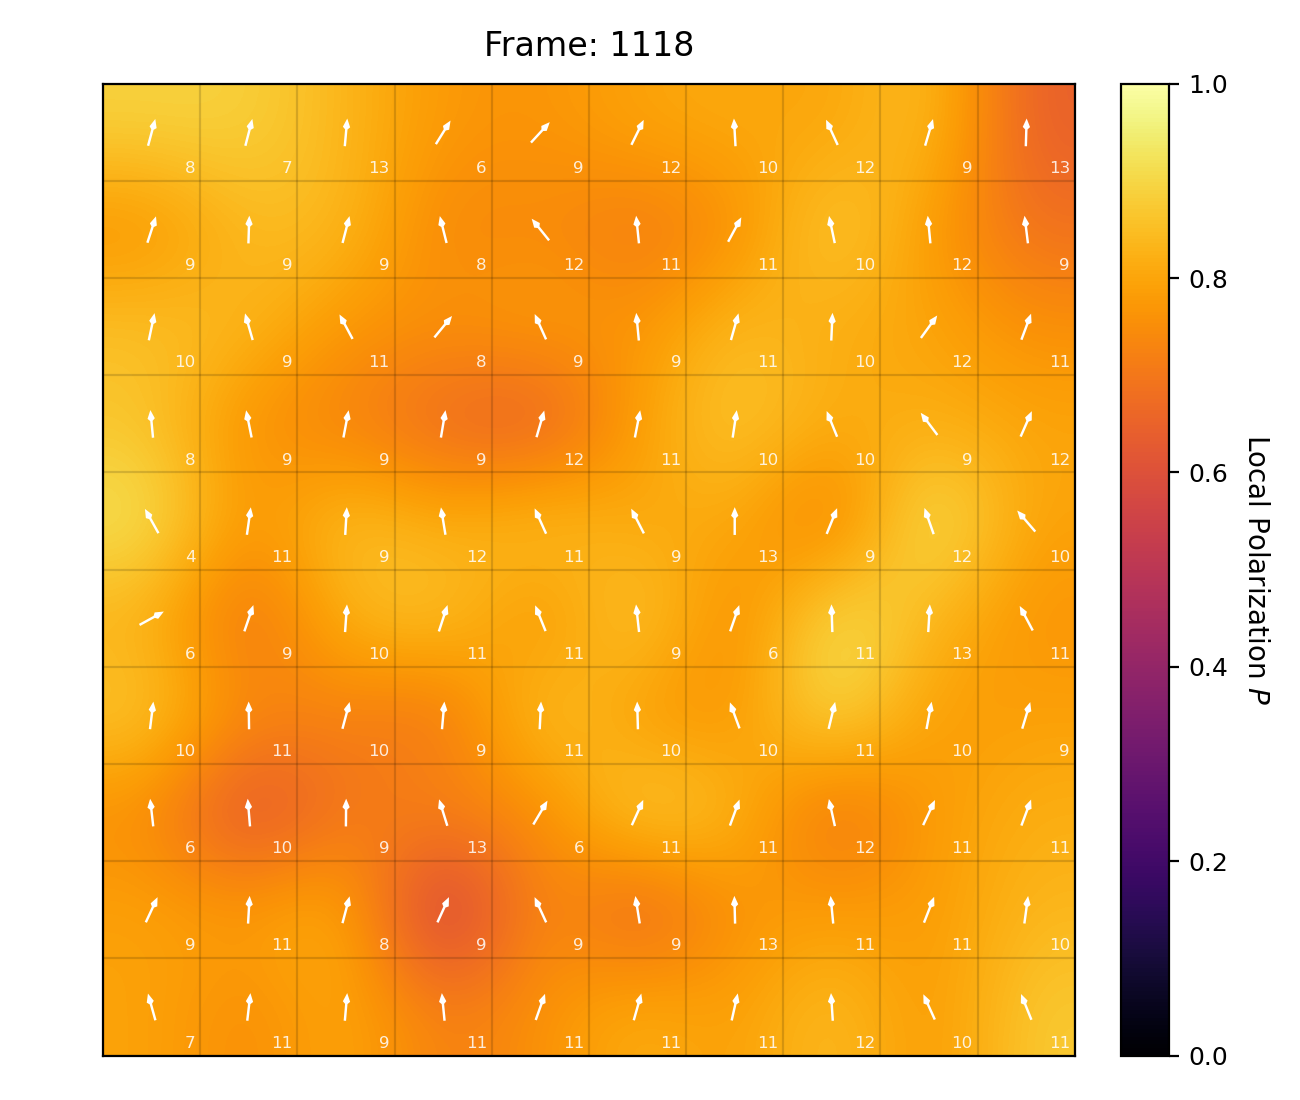 Frame: 1118
8 7 13 6 9 12 10 12 9 13
9 9 9 8 12 11 11 10 12 9
10 9 11 8 9 9 11 10 12 11
8 9 9 9 12 11 10 10 9 12
4 11 9 12 11 9 13 9 12 10
6 9 10 11 11 9 6 11 13 11
10 11 10 9 11 10 10 11 10 9
6 10 9 13 6 11 11 12 11 11
9 11 8 9 9 9 13 11 11 10
7 11 9 11 11 11 11 12 10 11
1.0
0.8
0.6
0.4
0.2
0.0
Local Polarization P